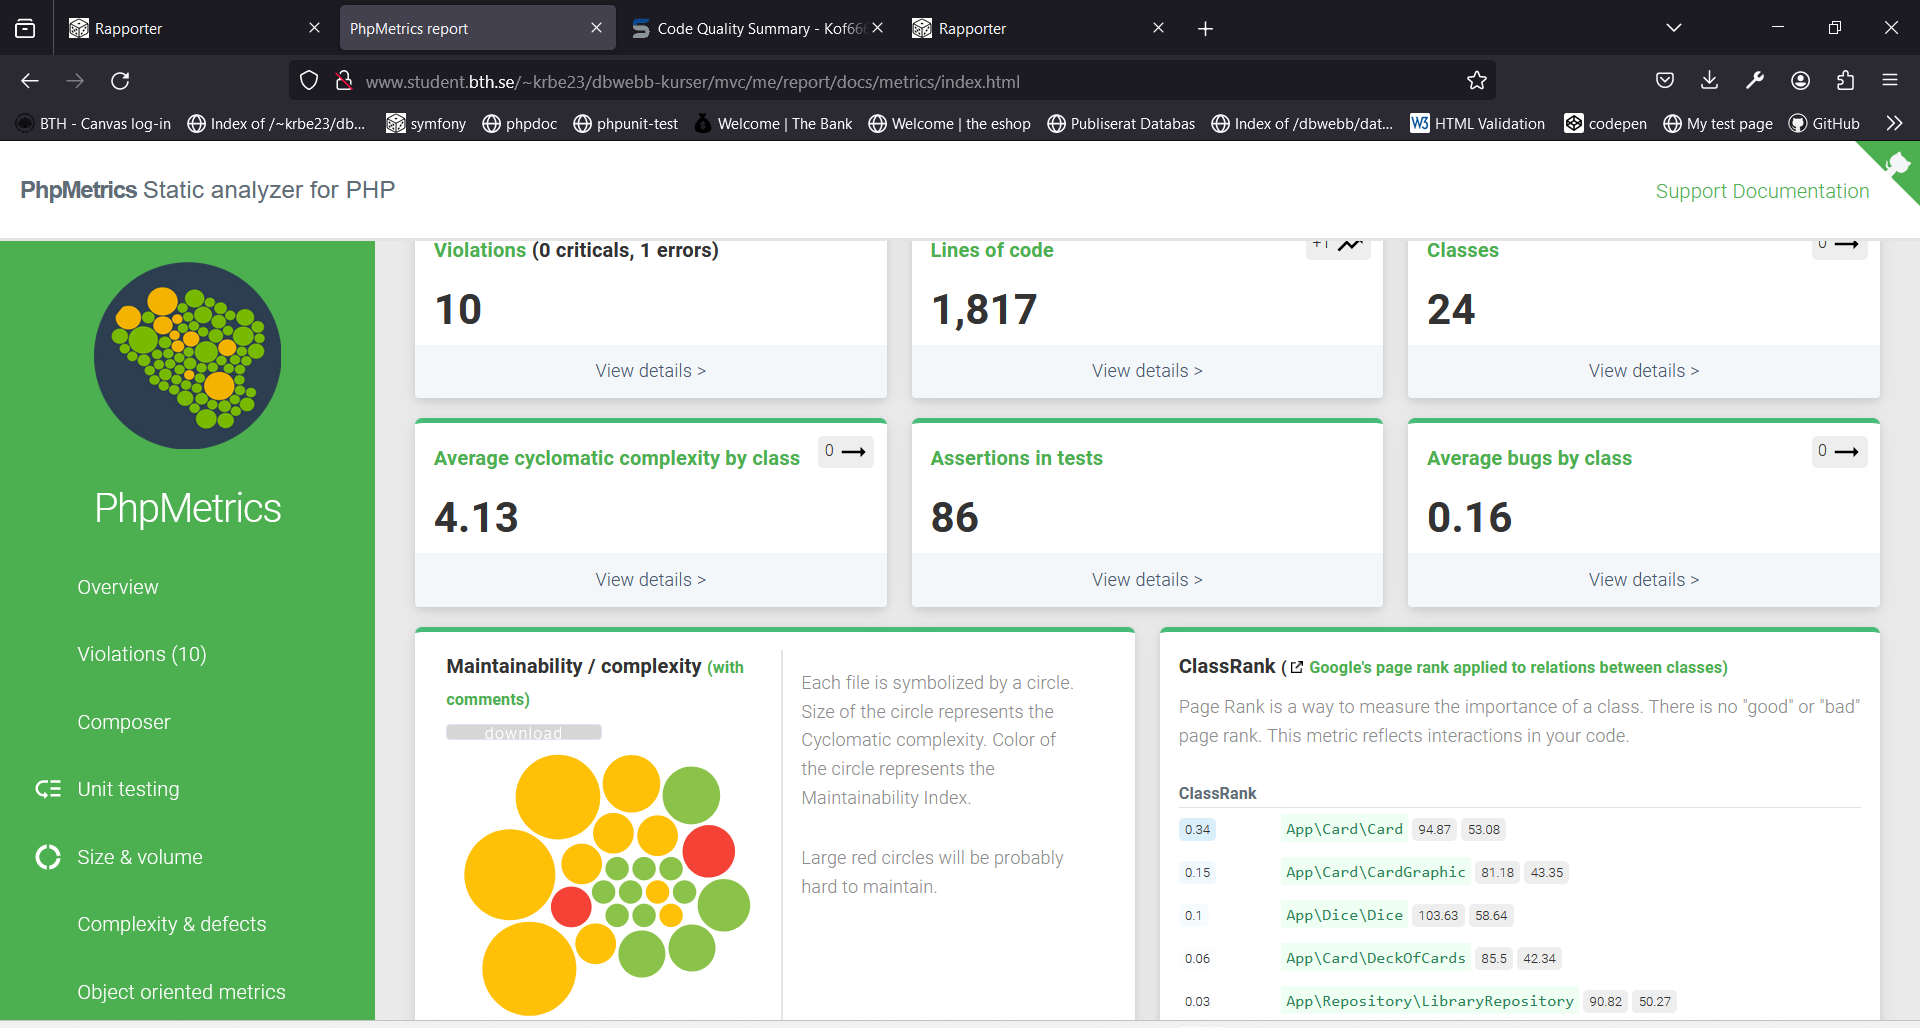 Rapporter
PhpMetrics report
Code Quality Summary - Kof66
Rapporter
www.student.bth.se/~krbe23/dbwebb-kurser/mvc/me/report/docs/metrics/index.html
BTH - Canvas log-in
Index of /~krbe23/db...
symfony
phpdoc
phpunit-test
Welcome | The Bank
Welcome | the eshop
Publiserat Databas
Index of /dbwebb/dat...
HTML Validation
codepen
My test page
GitHub
PhpMetrics Static analyzer for PHP
Support Documentation
PhpMetrics
Overview
Violations (10)
Composer
Unit testing
Size & volume
Complexity & defects
Object oriented metrics
Violations (0 criticals, 1 errors)
10
View details >
Lines of code
+1
1,817
View details >
Classes
0
24
View details >
Average cyclomatic complexity by class
0
4.13
View details >
Assertions in tests
86
View details >
Average bugs by class
0
0.16
View details >
Maintainability / complexity (with
comments)
download
Each file is symbolized by a circle.
Size of the circle represents the
Cyclomatic complexity. Color of
the circle represents the
Maintainability Index.
Large red circles will be probably
hard to maintain.
ClassRank ( Google's page rank applied to relations between classes)
Page Rank is a way to measure the importance of a class. There is no "good" or "bad"
page rank. This metric reflects interactions in your code.
ClassRank
0.34 App\Card\Card 94.87 53.08
0.15 App\Card\CardGraphic 81.18 43.35
0.1 App\Dice\Dice 103.63 58.64
0.06 App\Card\DeckOfCards 85.5 42.34
0.03 App\Repository\LibraryRepository 90.82 50.27